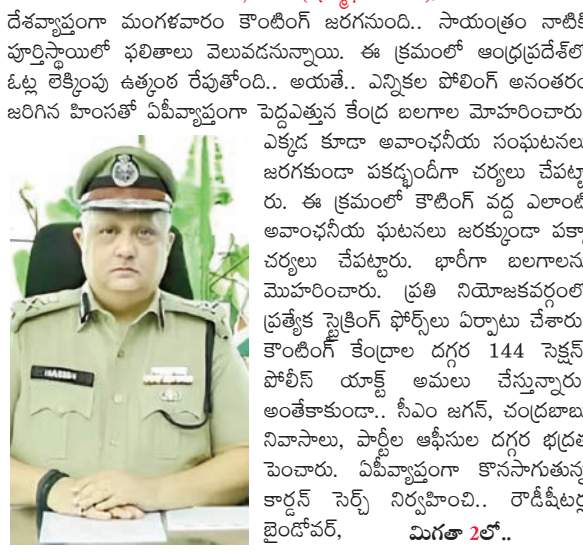 దేశవ్యాప్తంగా మంగళవారం కౌంటింగ్ జరగనుంది.. సాయంత్రం నాటికి
పూర్తిస్థాయిలో ఫలితాలు వెలువడనున్నాయి. ఈ క్రమంలో ఆంధ్రప్రదేశ్‌లో
ఓట్ల లెక్కింపు ఉత్కంఠ రేపుతోంది.. అయతే.. ఎన్నికల పోలింగ్ అనంతరం
జరిగిన హింసతో ఏపీవ్యాప్తంగా పెద్దఎత్తున కేంద్ర బలగాల మోహరించారు
ఎక్కడ కూడా అవాంఛనీయ సంఘటనలు
జరగకుండా పకడ్భందీగా చర్యలు చేపట్టా
రు. ఈ క్రమంలో కౌటింగ్ వద్ద ఎలాంటి
అవాంఛనీయ ఘటనలు జరక్కుండా పక్కా
చర్యలు చేపట్టారు. భారీగా బలగాలను
మొహరించారు. ప్రతి నియోజకవర్గంలో
ప్రత్యేక స్ట్రైకింగ్ ఫోర్స్‌లు ఏర్పాటు చేశారు
కౌంటింగ్ కేంద్రాల దగ్గర 144 సెక్షన్
పోలీస్ యాక్ట్ అమలు చేస్తున్నారు
అంతేకాకుండా.. సీఎం జగన్, చంద్రబాబు
నివాసాలు, పార్టీల ఆఫీసుల దగ్గర భద్రత
పెంచారు. ఏపీవ్యాప్తంగా కొనసాగుతున్న
కార్డన్ సెర్చ్ నిర్వహించి.. రౌడీషీటర్ల
బైండోవర్, మిగతా 2లో..